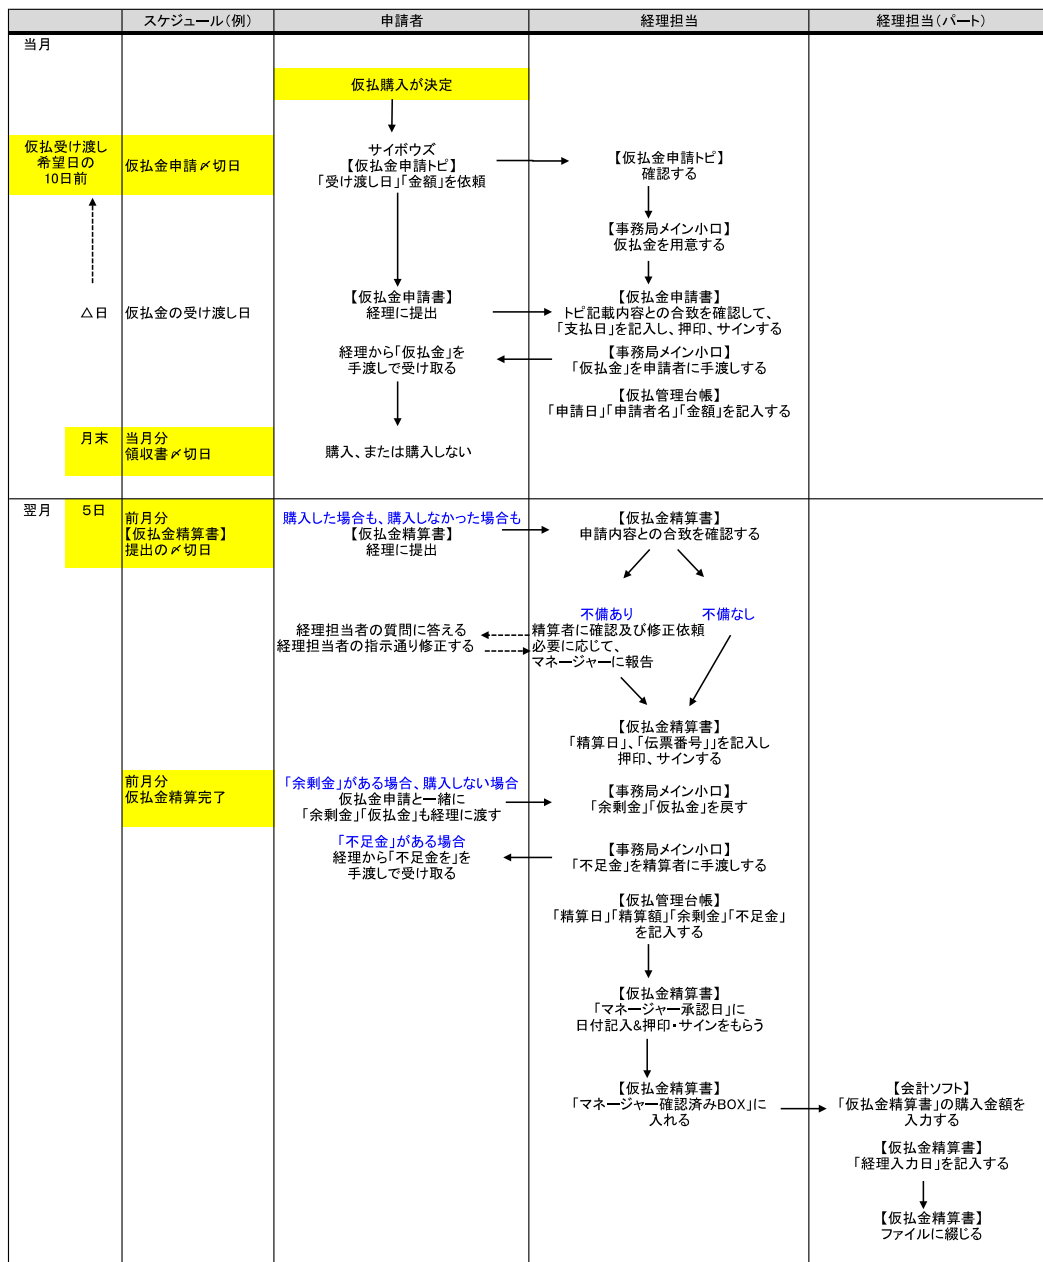 スケジュール（例）
申請者
経理担当
経理担当（パート）
当月
仮払購入が決定
仮払受け渡し
希望日の
10日前
仮払金申請〆切日
サイボウズ
【仮払金申請トピ】
「受け渡し日」「金額」を依頼
【仮払金申請トピ】
確認する
【事務局メイン小口】
仮払金を用意する
△日
仮払金の受け渡し日
【仮払金申請書】
経理に提出
【仮払金申請書】
トピ記載内容との合致を確認して、
「支払日」を記入し、押印、サインする
経理から「仮払金」を
手渡しで受け取る
【事務局メイン小口】
「仮払金」を申請者に手渡しする
【仮払管理台帳】
「申請日」「申請者名」「金額」を記入する
月末
当月分
領収書〆切日
購入、または購入しない
翌月
5日
前月分
【仮払金精算書】
提出の〆切日
購入した場合も、購入しなかった場合も
【仮払金精算書】
経理に提出
【仮払金精算書】
申請内容との合致を確認する
不備あり
不備なし
経理担当者の質問に答える
経理担当者の指示通り修正する
精算者に確認及び修正依頼
必要に応じて、
マネージャーに報告
【仮払金精算書】
「精算日」、「伝票番号」」を記入し
押印、サインする
前月分
仮払金精算完了
「余剰金」がある場合、購入しない場合
仮払金申請と一緒に
「余剰金」「仮払金」も経理に渡す
【事務局メイン小口】
「余剰金」「仮払金」を戻す
「不足金」がある場合
経理から「不足金を」を
手渡しで受け取る
【事務局メイン小口】
「不足金」を精算者に手渡しする
【仮払管理台帳】
「精算日」「精算額」「余剰金」「不足金」
を記入する
【仮払金精算書】
「マネージャー承認日」に
日付記入&押印・サインをもらう
【仮払金精算書】
「マネージャー確認済みBOX」に
入れる
【会計ソフト】
「仮払金精算書」の購入金額を
入力する
【仮払金精算書】
「経理入力日」を記入する
【仮払金精算書】
ファイルに綴じる